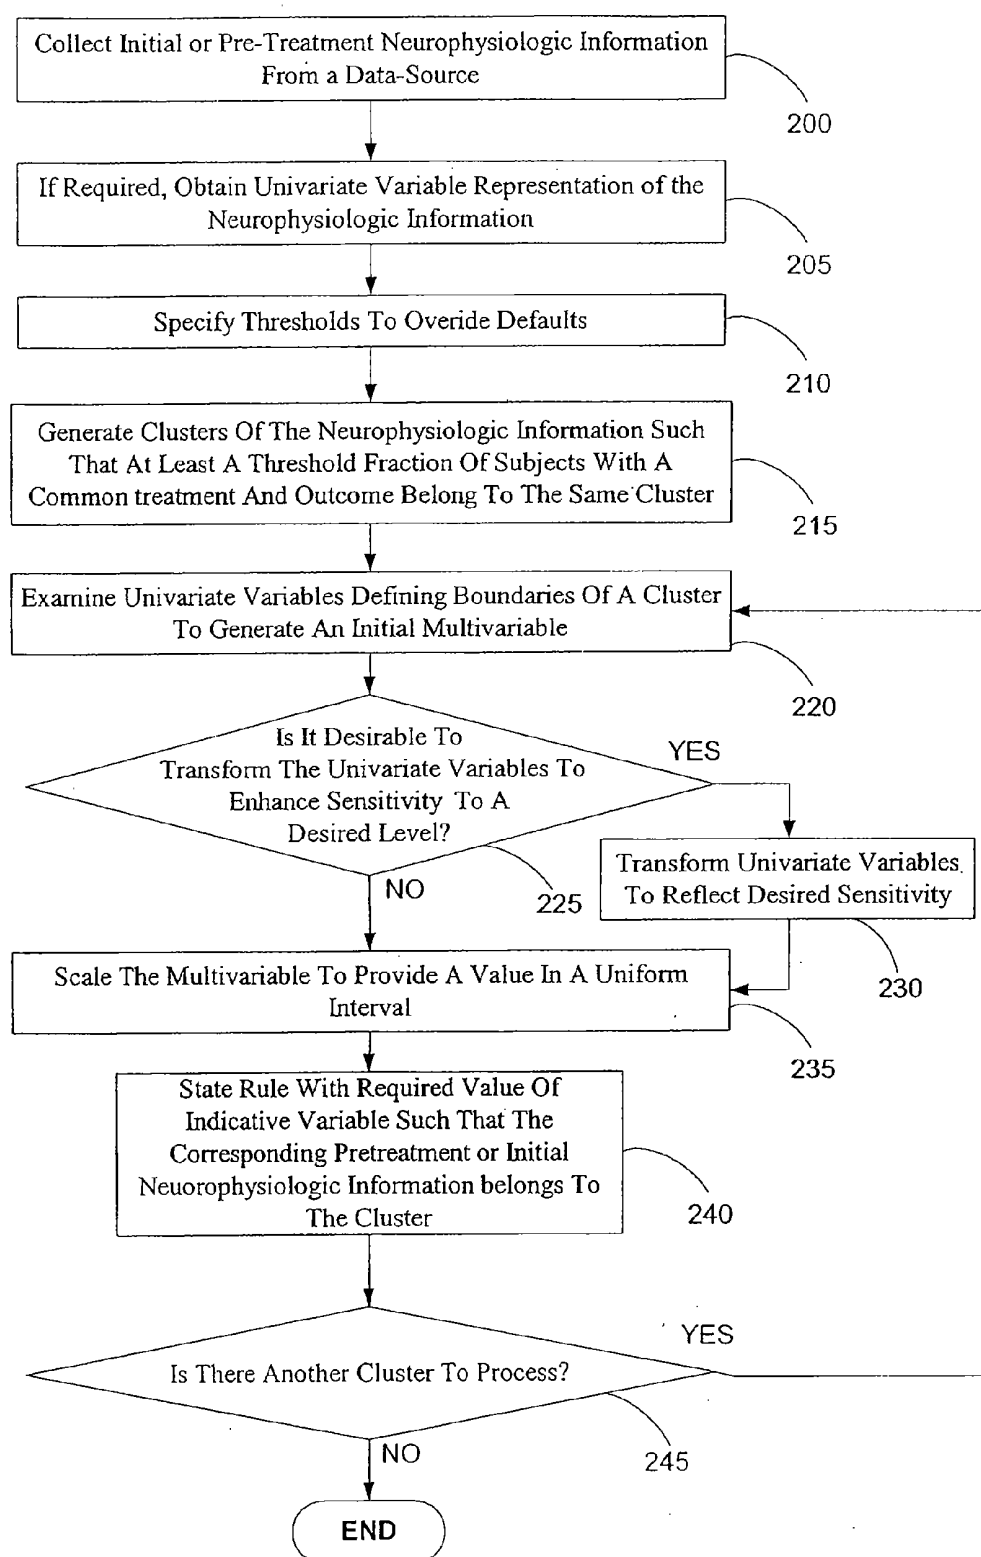 Collect Initial or Pre-Treatment Neurophysiologic Information
From a Data-Source
200
If Required, Obtain Univariate Variable Representation of the
Neurophysiologic Information
205
Specify Thresholds To Overide Defaults
210
Generate Clusters Of The Neurophysiologic Information Such
That At Least A Threshold Fraction Of Subjects With A
Common treatment And Outcome Belong To The Same Cluster
215
Examine Univariate Variables Defining Boundaries Of A Cluster
To Generate An Initial Multivariable
220
Is It Desirable To
Transform The Univariate Variables To
Enhance Sensitivity To A
Desired Level?
YES
NO
225
Transform Univariate Variables
To Reflect Desired Sensitivity
230
Scale The Multivariable To Provide A Value In A Uniform
Interval
235
State Rule With Required Value Of
Indicative Variable Such That The
Corresponding Pretreatment or Initial
Neuorophysiologic Information belongs To
The Cluster
240
Is There Another Cluster To Process?
YES
NO
245
END